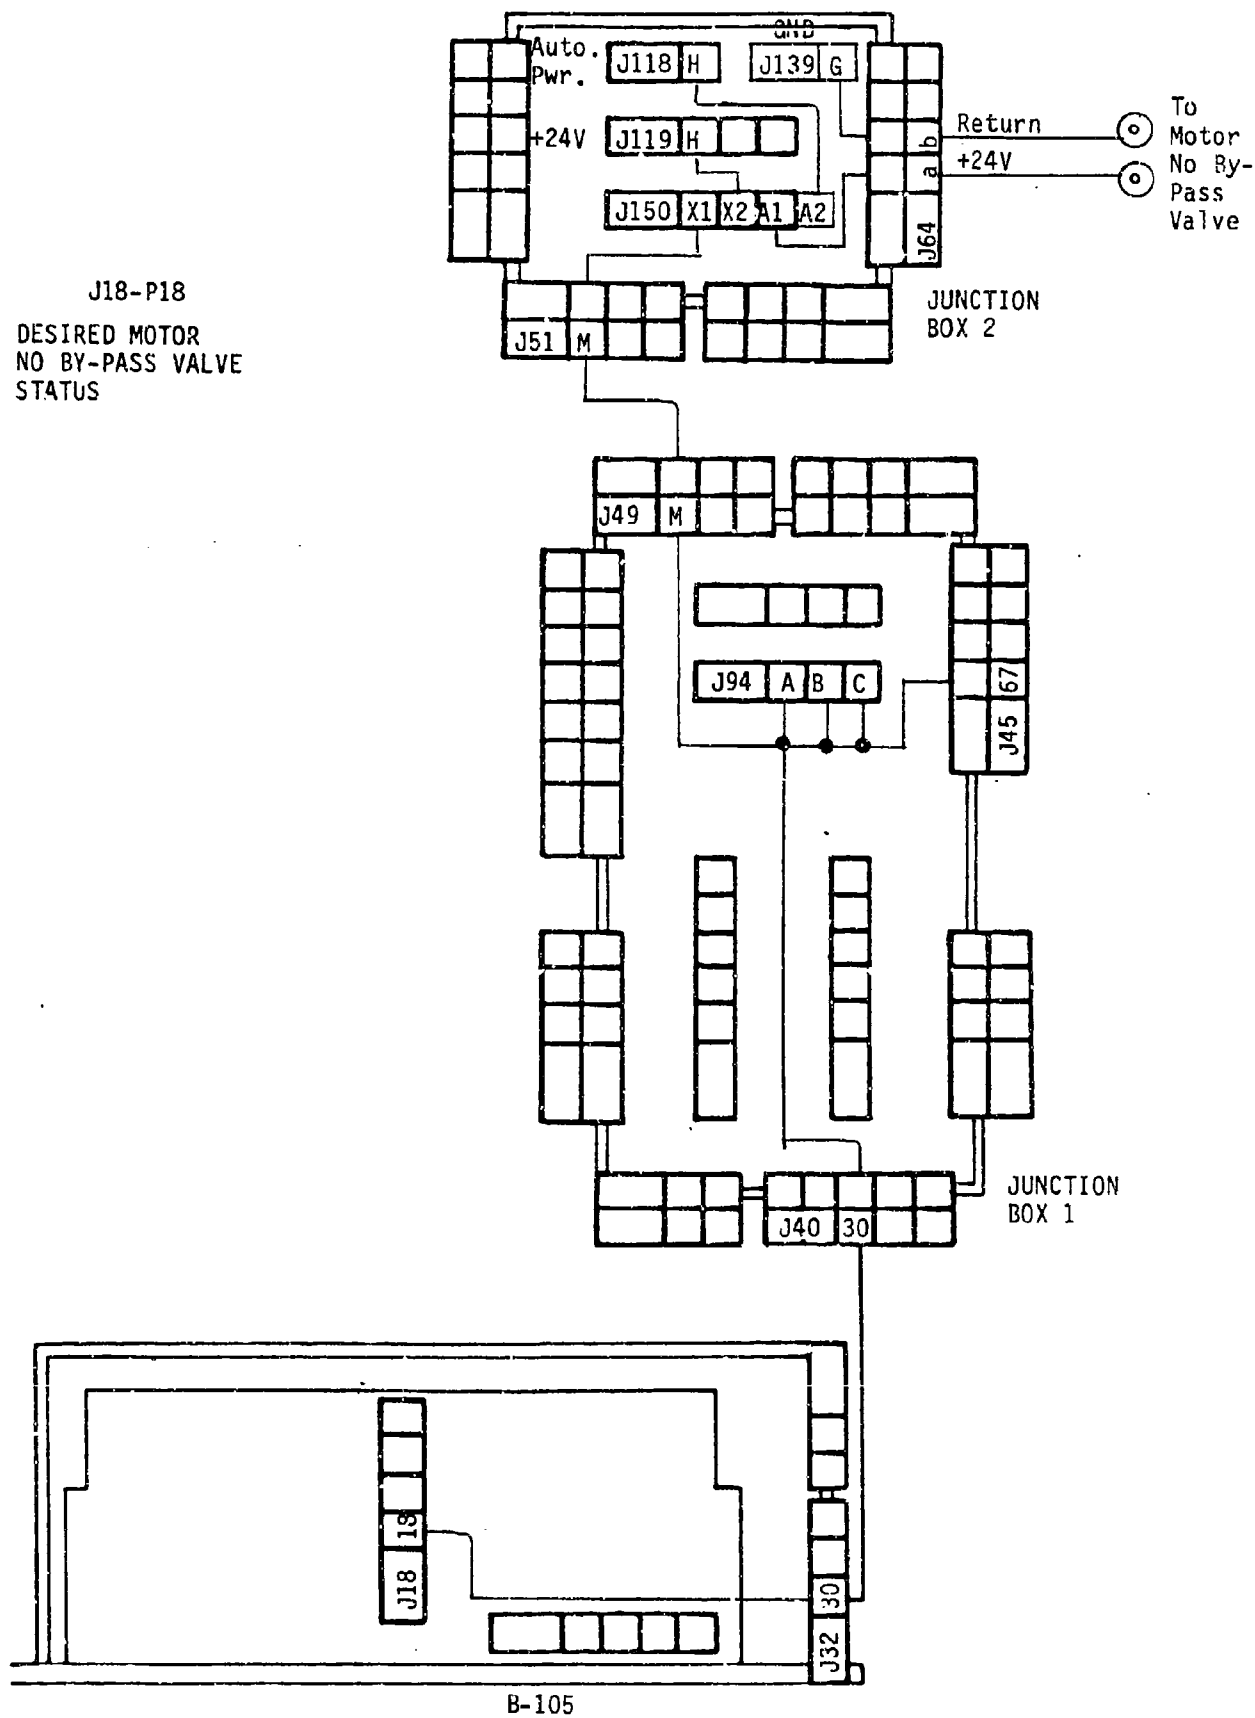 GND
Auto.
Pwr.
J118 H
J139 G
+24V
J119 H
J150 X1 X2 A1 A2
Return
b
+24V
a
J64
To
Motor
No By-
Pass
Valve
J51 M
JUNCTION
BOX 2
J18-P18
DESIRED MOTOR
NO BY-PASS VALVE
STATUS
J49 M
J94 A B C
67
J45
J40 30
JUNCTION
BOX 1
18
J18
30
J32
B-105